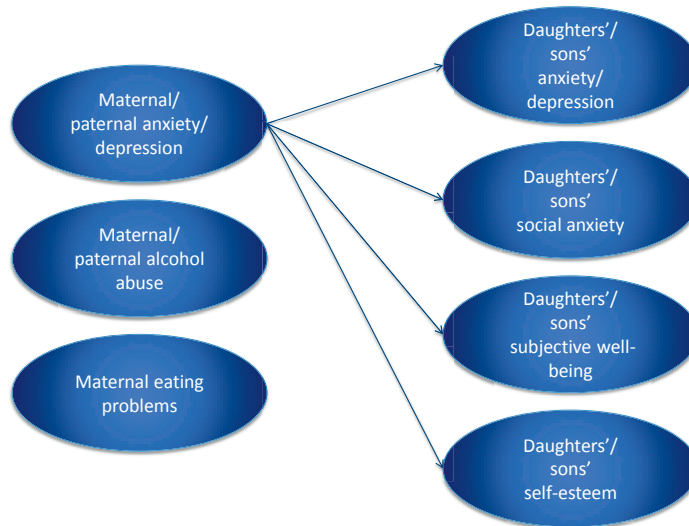 Maternal/
paternal anxiety/
depression
Maternal/
paternal alcohol
abuse
Maternal eating
problems
Daughters’/
sons’
anxiety/
depression
Daughters’/
sons’
social anxiety
Daughters’/
sons’
subjective well-
being
Daughters’/
sons’
self-esteem